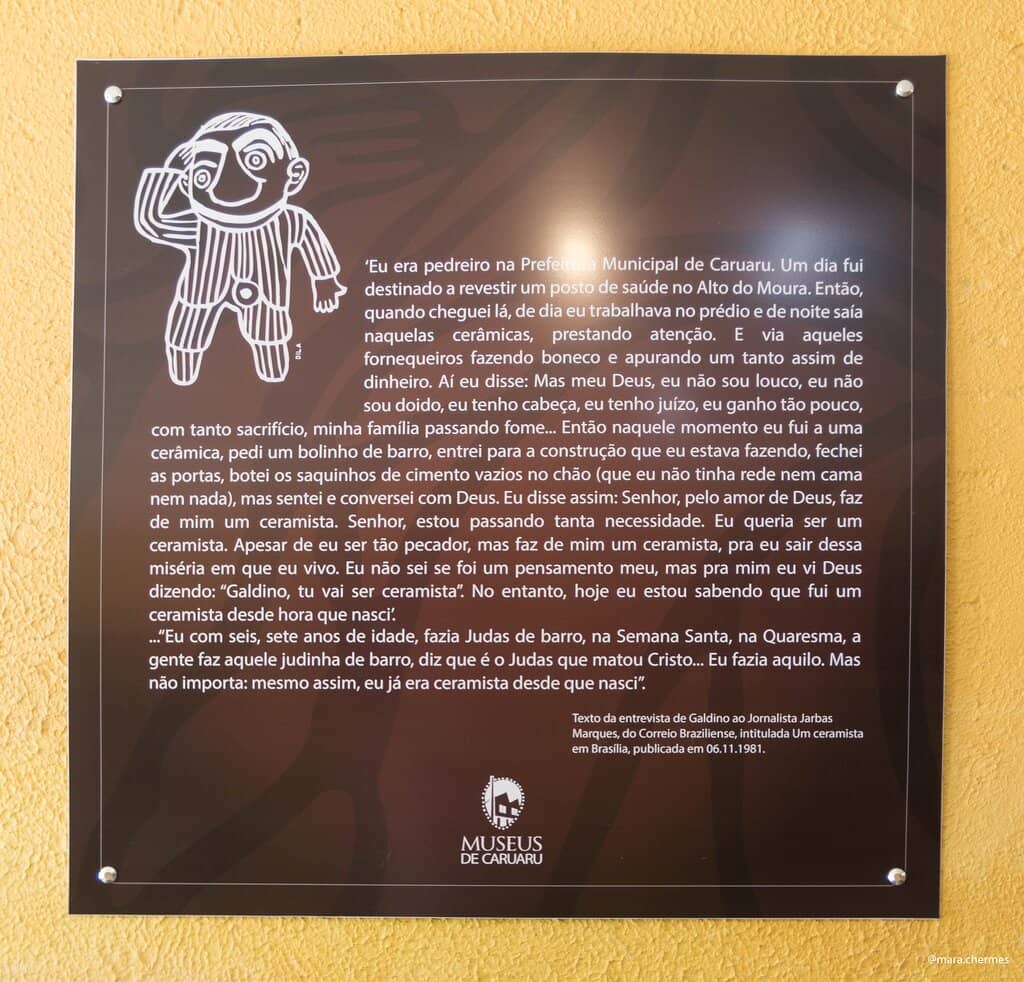 'Eu era pedreiro na Prefeitura Municipal de Caruaru. Um dia fui
destinado a revestir um posto de saúde no Alto do Moura. Então,
quando cheguei lá, de dia eu trabalhava no prédio e de noite saía
naquelas cerâmicas, prestando atenção. E via aqueles
fornequeiros fazendo boneco e apurando um tanto assim de
dinheiro. Aí eu disse: Mas meu Deus, eu não sou louco, eu não
sou doido, eu tenho cabeça, eu tenho juízo, eu ganho tão pouco,
com tanto sacrifício, minha família passando fome... Então naquele momento eu fui a uma
cerâmica, pedi um bolinho de barro, entrei para a construção que eu estava fazendo, fechei
as portas, botei os saquinhos de cimento vazios no chão (que eu não tinha rede nem cama
nem nada), mas sentei e conversei com Deus. Eu disse assim: Senhor, pelo amor de Deus, faz
de mim um ceramista. Senhor, estou passando tanta necessidade. Eu queria ser um
ceramista. Apesar de eu ser tão pecador, mas faz de mim um ceramista, pra eu sair dessa
miséria em que eu vivo. Eu não sei se foi um pensamento meu, mas pra mim eu vi Deus
dizendo: "Galdino, tu vai ser ceramista". No entanto, hoje eu estou sabendo que fui um
ceramista desde hora que nasci'.
..."Eu com seis, sete anos de idade, fazia Judas de barro, na Semana Santa, na Quaresma, a
gente faz aquele judinha de barro, diz que é o Judas que matou Cristo... Eu fazia aquilo. Mas
não importa: mesmo assim, eu já era ceramista desde que nasci".
Texto da entrevista de Galdino ao Jornalista Jarbas
Marques, do Correio Braziliense, intitulada Um ceramista
em Brasília, publicada em 06.11.1981.
DILA
MUSEUS
DE CARUARU
@mara.chermes